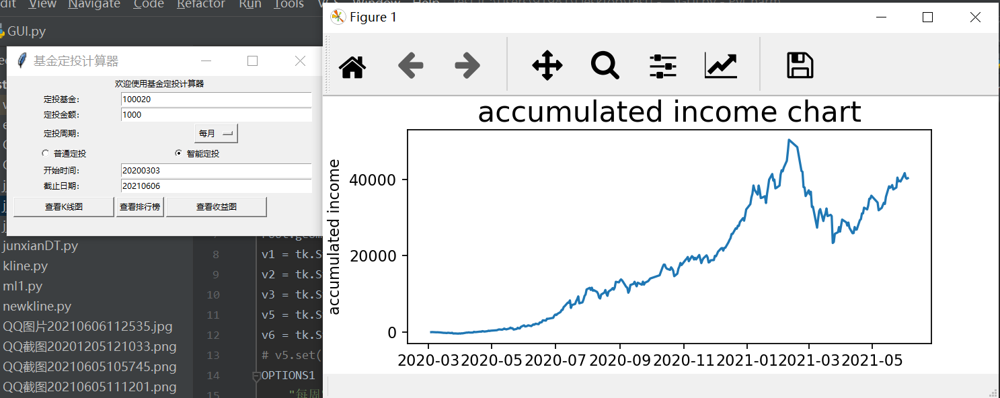 dit View Navigate Code Refactor Run Tools VCS Window Help
GUI.py
基金定投计算器
欢迎使用基金定投计算器
定投基金：
100020
定投金额：
1000
定投周期：
每月
普通定投
智能定投
开始时间：
20200303
截止日期：
20210606
查看K线图 查看排行榜 查看收益图
junxianDT.py
kline.py
ml1.py
newkline.py
QQ图片20210606112535.jpg
QQ截图20201205121033.png
QQ截图20210605105745.png
QQ截图20210605111201.png
8 v1 = tk.S
9 v2 = tk.S
10 v3 = tk.S
11 v5 = tk.S
12 v6 = tk.S
13 # v5.set(
14 OPTIONS1
15 "每周
Figure 1
accumulated income chart
accumulated income
40000
20000
0
2020-03 2020-05 2020-07 2020-09 2020-11 2021-01 2021-03 2021-05